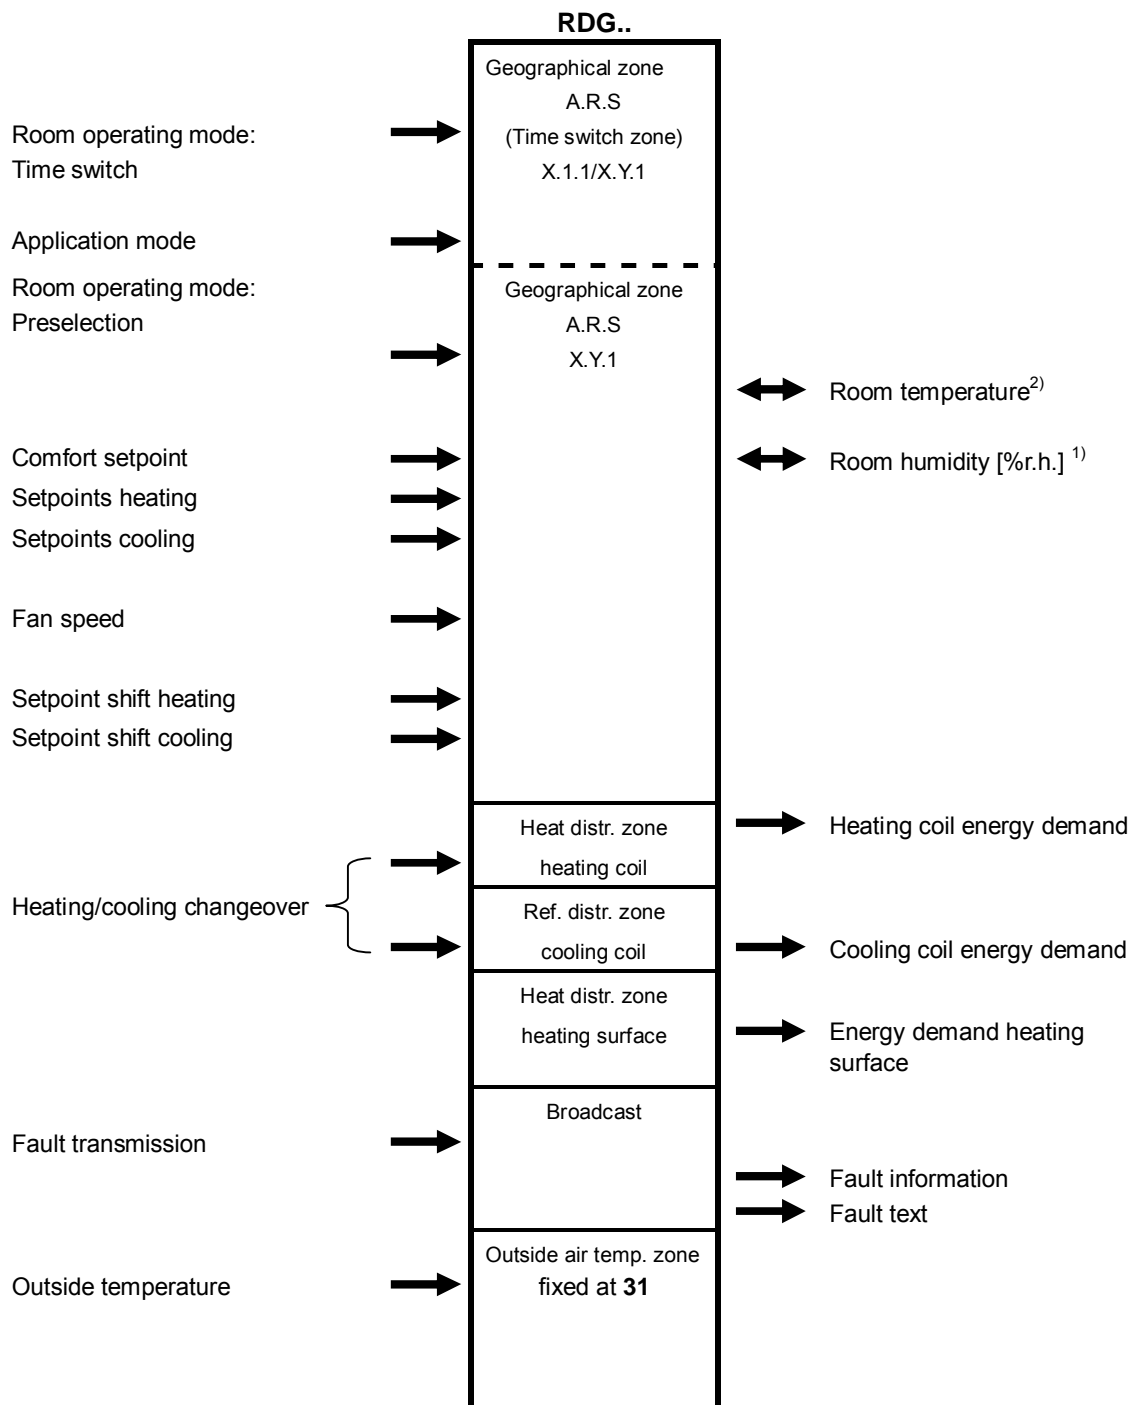 RDG..
Geographical zone
A.R.S
(Time switch zone)
X.1.1/X.Y.1
Room operating mode:
Time switch
Application mode
Room operating mode:
Preselection
Geographical zone
A.R.S
X.Y.1
Room temperature2)
Comfort setpoint
Room humidity [%r.h.] 1)
Setpoints heating
Setpoints cooling
Fan speed
Setpoint shift heating
Setpoint shift cooling
Heat distr. zone
heating coil
Heating coil energy demand
Heating/cooling changeover
Ref. distr. zone
cooling coil
Cooling coil energy demand
Heat distr. zone
heating surface
Energy demand heating
surface
Broadcast
Fault transmission
Fault information
Fault text
Outside air temp. zone
fixed at 31
Outside temperature